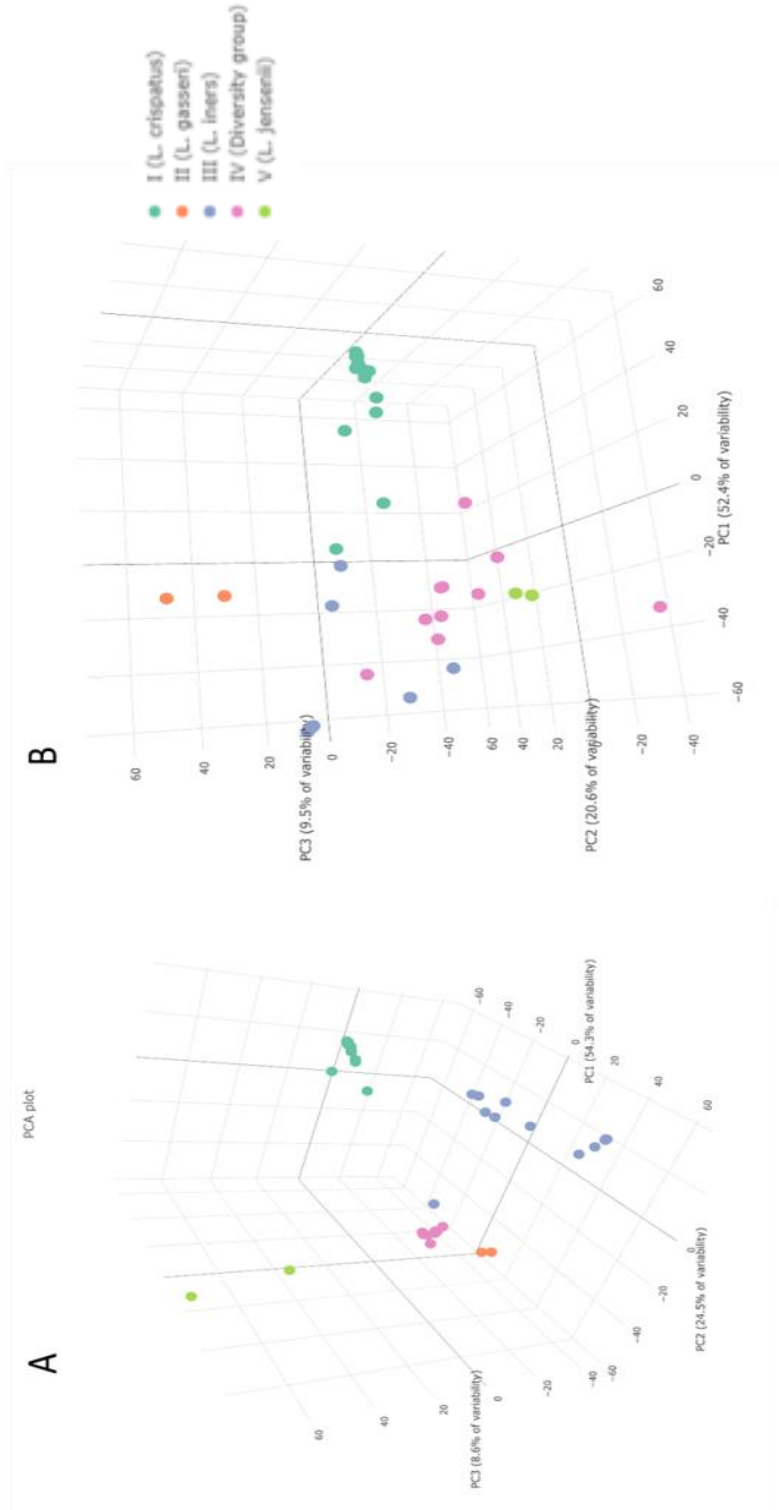 A
PCA plot
60
40
20
0
-20
-40
PC3 (8.6% of variability)
-60
-40
-20
0
PC2 (24.5% of variability)
60
40
20
0
-20
-40
-60
PC1 (54.3% of variability)
B
60
40
20
0
-20
-40
PC3 (9.5% of variability)
60
40
20
0
-20
-40
PC2 (20.6% of variability)
-60
-40
-20
0
20
40
60
PC1 (52.4% of variability)
I (L. crispatus)
II (L. gasseri)
III (L. iners)
IV (Diversity group)
V (L. jensenii)